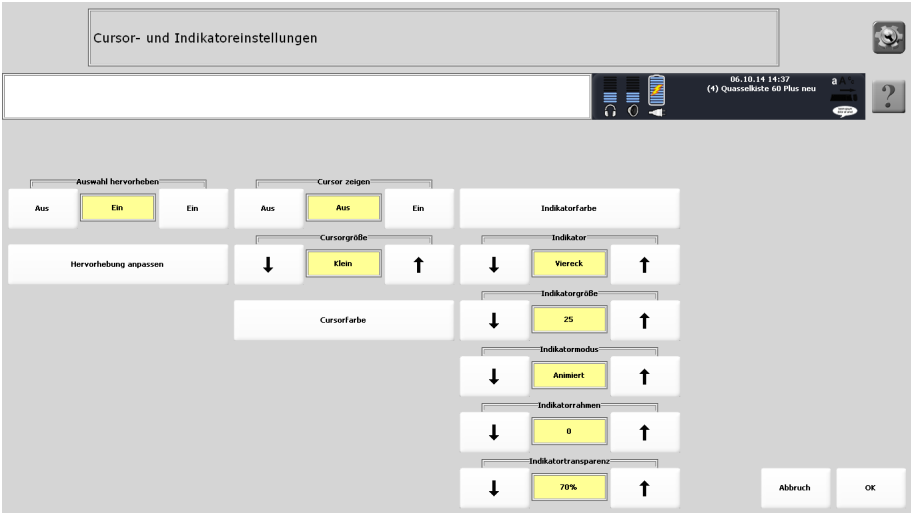 Cursor- und Indikatoreinstellungen
06.10.14 14:37
(4) Quasselkiste 60 Plus neu
a A
?
Auswahl hervorheben
Cursor zeigen
Aus Ein Ein
Aus Aus Ein
Indikatorfarbe
Cursorgröße
Indikator
Hervorhebung anpassen
↓ Klein ↑
↓ Viereck ↑
Indikatorgröße
Cursorfarbe
↓ 25 ↑
Indikatormodus
↓ Animiert ↑
Indikatorrahmen
↓ 0 ↑
Indikatortransparenz
↓ 70% ↑
Abbruch
OK